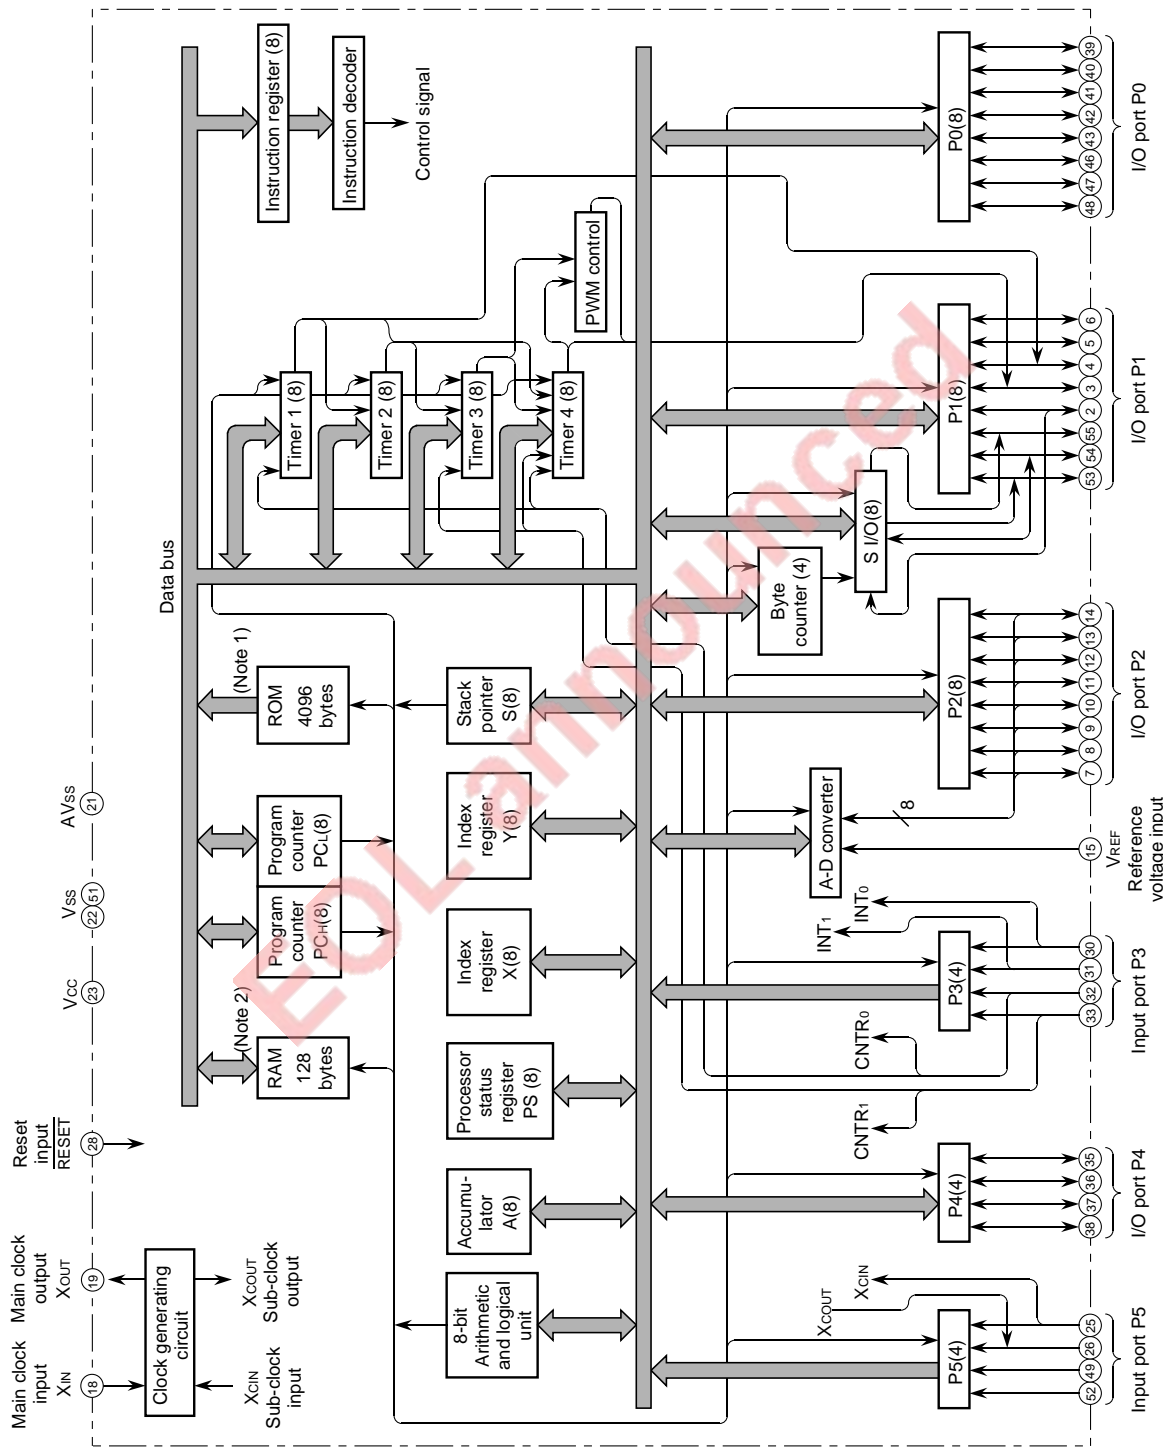 Main clock
input
XIN
18
Main clock
output
XOUT
19
Reset
input
RESET
28
VCC
23
VSS
22
51
AVSS
21
Clock generating
circuit
XCIN
Sub-clock
input
XCOUT
Sub-clock
output
Data bus
RAM
128
bytes
(Note 2)
Program
counter
PCH(8)
Program
counter
PCL(8)
ROM
4096
bytes
(Note 1)
Instruction register (8)
Instruction decoder
Control signal
8-bit
Arithmetic
and logical
unit
Accumu-
lator
A(8)
Processor
status
register
PS (8)
Index
register
X(8)
Index
register
Y(8)
Stack
pointer
S(8)
Timer 1 (8)
Timer 2 (8)
Timer 3 (8)
Timer 4 (8)
PWM control
Byte
counter (4)
S I/O(8)
A-D converter
8
XCOUT
XCIN
CNTR1
CNTR0
INT1
INT0
P5(4)
P4(4)
P3(4)
P2(8)
P1(8)
P0(8)
52
49
26
25
38
37
36
35
33
32
31
30
15
7
8
9
10
11
12
13
14
53
54
55
2
3
4
5
6
48
47
46
43
42
41
40
39
Input port P5
I/O port P4
Input port P3
VREF
Reference
voltage input
I/O port P2
I/O port P1
I/O port P0
EOL announced